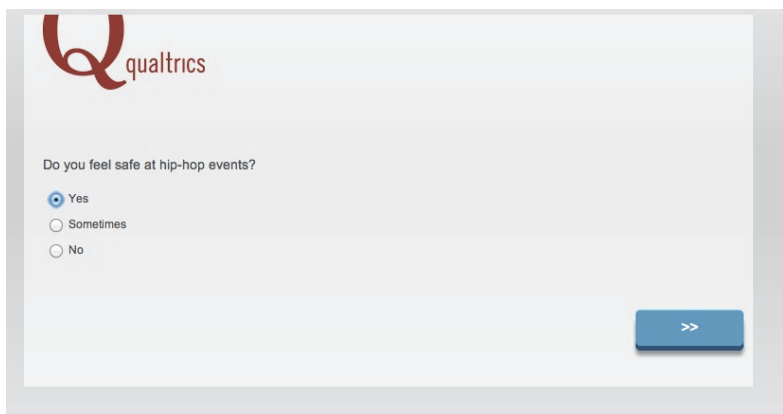 Qualtrics
Do you feel safe at hip-hop events?
Yes
Sometimes
No
>>